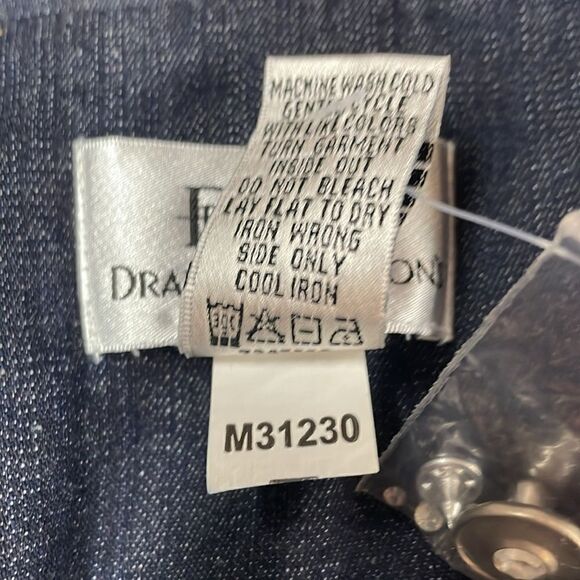 MACHINE WASH COLD
GENTLE CYCLE
WITH LIKE COLORS
TURN GARMENT
INSIDE OUT
DO NOT BLEACH
LAY FLAT TO DRY
IRON WRONG
SIDE ONLY
COOL IRON
30C
M31230